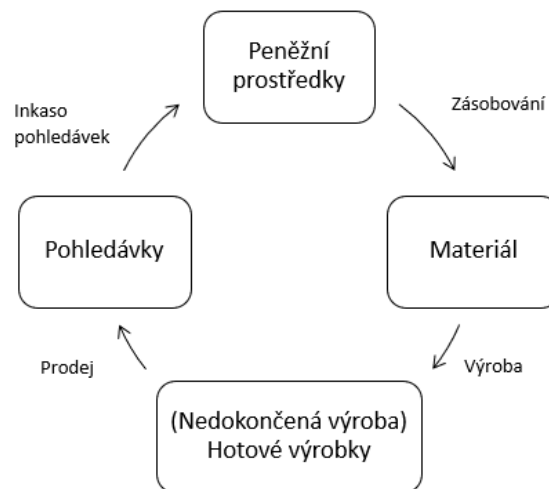 Peněžní
prostředky
Inkaso
pohledávek
Zásobování
Pohledávky
Materiál
Prodej
Výroba
(Nedokončená výroba)
Hotové výrobky